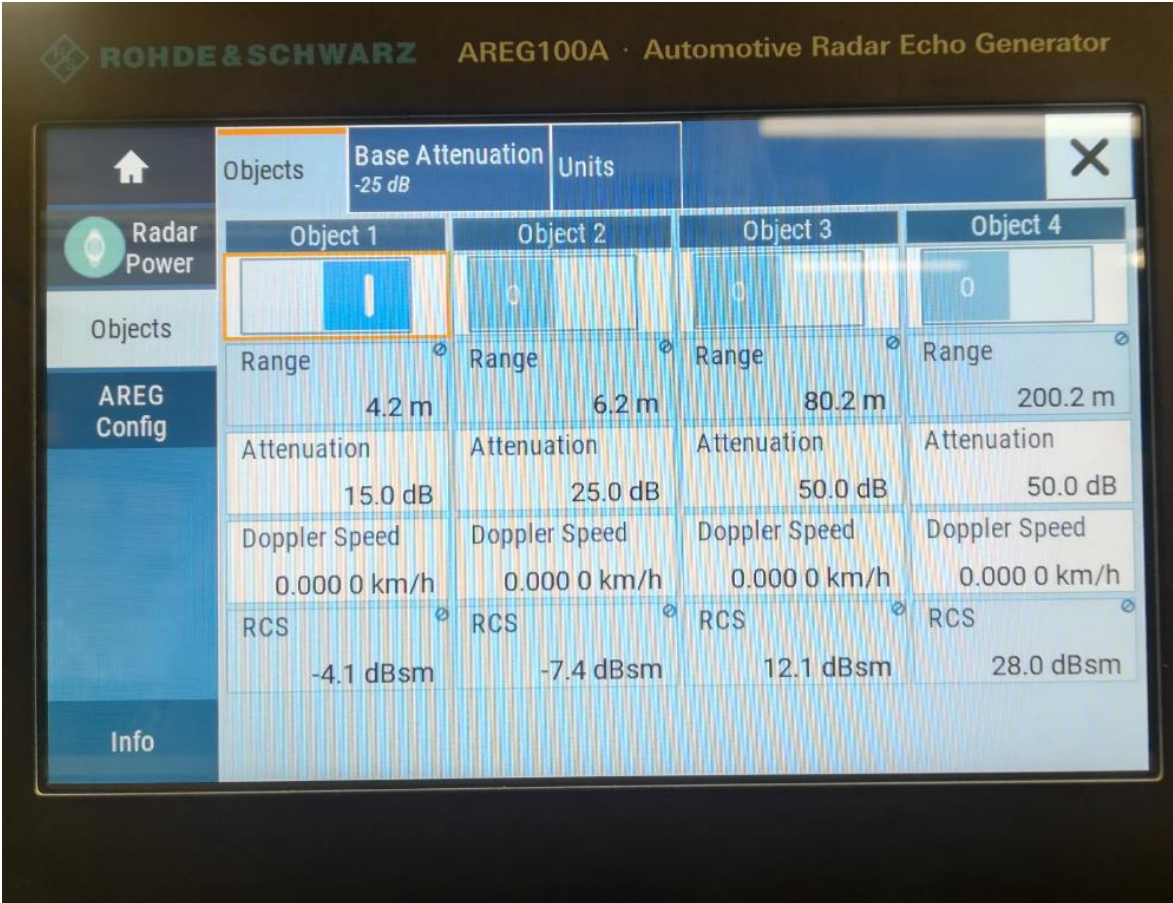 ROHDE&SCHWARZ AREG100A · Automotive Radar Echo Generator
Objects
Base Attenuation
-25 dB
Units
Radar
Power
Objects
AREG
Config
Info
Object 1 Object 2 Object 3 Object 4
0 0 0
Range Range Range Range
4.2 m 6.2 m 80.2 m 200.2 m
Attenuation Attenuation Attenuation Attenuation
15.0 dB 25.0 dB 50.0 dB 50.0 dB
Doppler Speed Doppler Speed Doppler Speed Doppler Speed
0.000 0 km/h 0.000 0 km/h 0.000 0 km/h 0.000 0 km/h
RCS RCS RCS RCS
-4.1 dBsm -7.4 dBsm 12.1 dBsm 28.0 dBsm